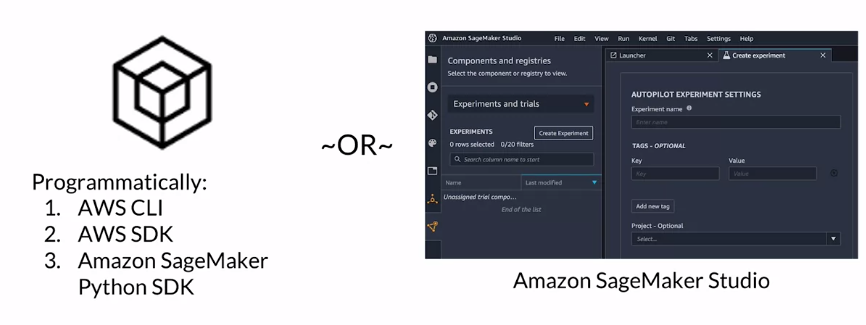 Programmatically:
1. AWS CLI
2. AWS SDK
3. Amazon SageMaker
Python SDK
~OR~
Amazon SageMaker Studio
File Edit View Run Kernel Git Tabs Settings Help
Components and registries
Select the component or registry to view.
Experiments and trials
EXPERIMENTS
Create Experiment
0 rows selected 0/20 filters
Search column name to start
Name Last modified
Unassigned trial compo...
End of the list
Launcher
Create experiment
AUTOPILOT EXPERIMENT SETTINGS
Experiment name
Enter name
TAGS - OPTIONAL
Key Value
Key Value
Add new tag
Project - Optional
Select...
Amazon SageMaker Studio